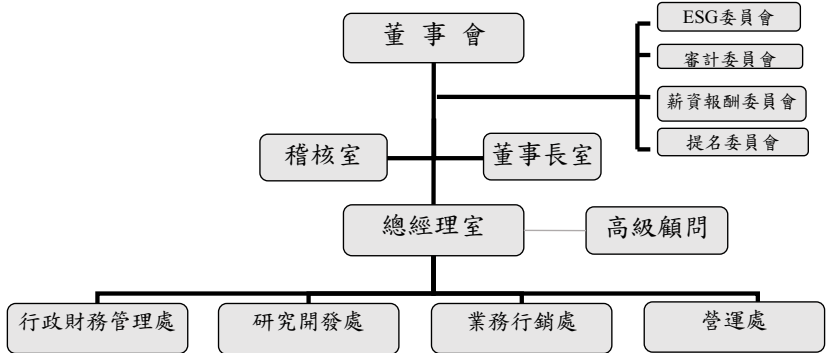 董 事 會
ESG委員會
審計委員會
薪資報酬委員會
提名委員會
稽核室
董事長室
總經理室
高級顧問
行政財務管理處
研究開發處
業務行銷處
營運處